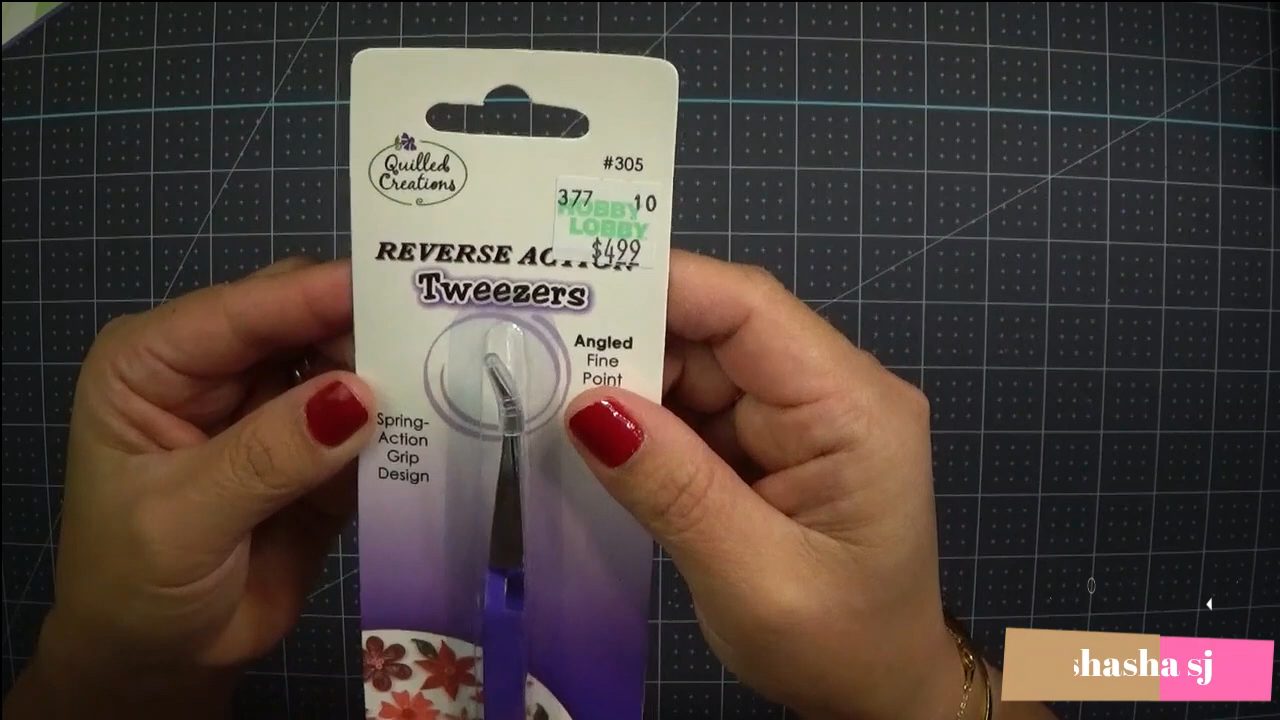 Quilled
Creations
#305
377 10
HOBBY
LOBBY
$4.99
REVERSE ACTION
Tweezers
Angled
Fine
Point
Spring-
Action
Grip
Design
shasha sj